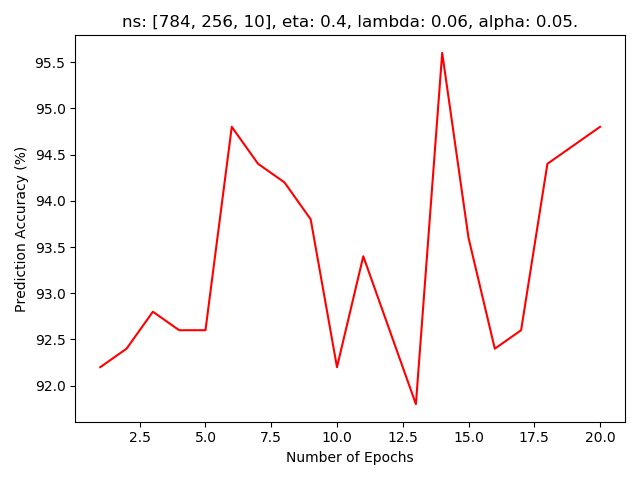 ns: [784, 256, 10], eta: 0.4, lambda: 0.06, alpha: 0.05.
Prediction Accuracy (%)
95.5
95.0
94.5
94.0
93.5
93.0
92.5
92.0
2.5 5.0 7.5 10.0 12.5 15.0 17.5 20.0
Number of Epochs